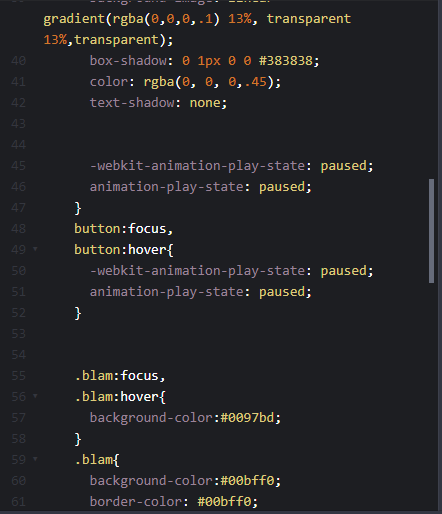 gradient(rgba(0,0,0,.1) 13%, transparent
13%,transparent);
40 box-shadow: 0 1px 0 0 #383838;
41 color: rgba(0, 0, 0,.45);
42 text-shadow: none;
43
44
45 -webkit-animation-play-state: paused;
46 animation-play-state: paused;
47 }
48 button:focus,
49 button:hover{
50 -webkit-animation-play-state: paused;
51 animation-play-state: paused;
52 }
53
54
55 .blam:focus,
56 .blam:hover{
57 background-color:#0097bd;
58 }
59 .blam{
60 background-color:#00bff0;
61 border-color: #00bff0;